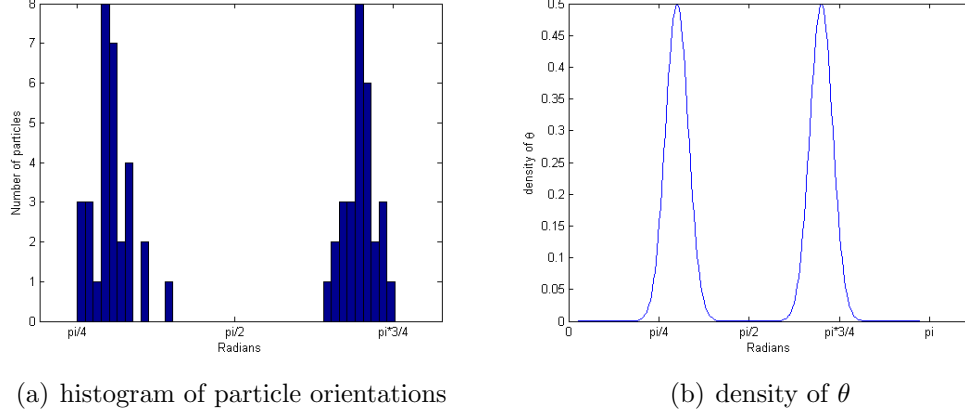 8
7
6
5
4
3
2
1
0
Number of particles
pi/4
pi/2
pi*3/4
Radians
(a) histogram of particle orientations
0.5
0.45
0.4
0.35
0.3
0.25
0.2
0.15
0.1
0.05
0
density of θ
0
pi/4
pi/2
pi*3/4
pi
Radians
(b) density of θ